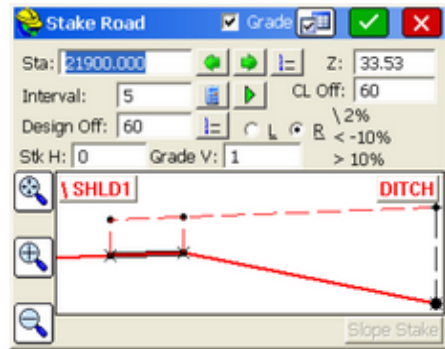 Stake Road Grade
Sta: 21900.000 Z: 33.53
Interval: 5 CL Off: 60
Design Off: 60 L R \ 2%
< -10%
Stk H: 0 Grade V: 1 > 10%
\ SHLD1 DITCH
Slope Stake